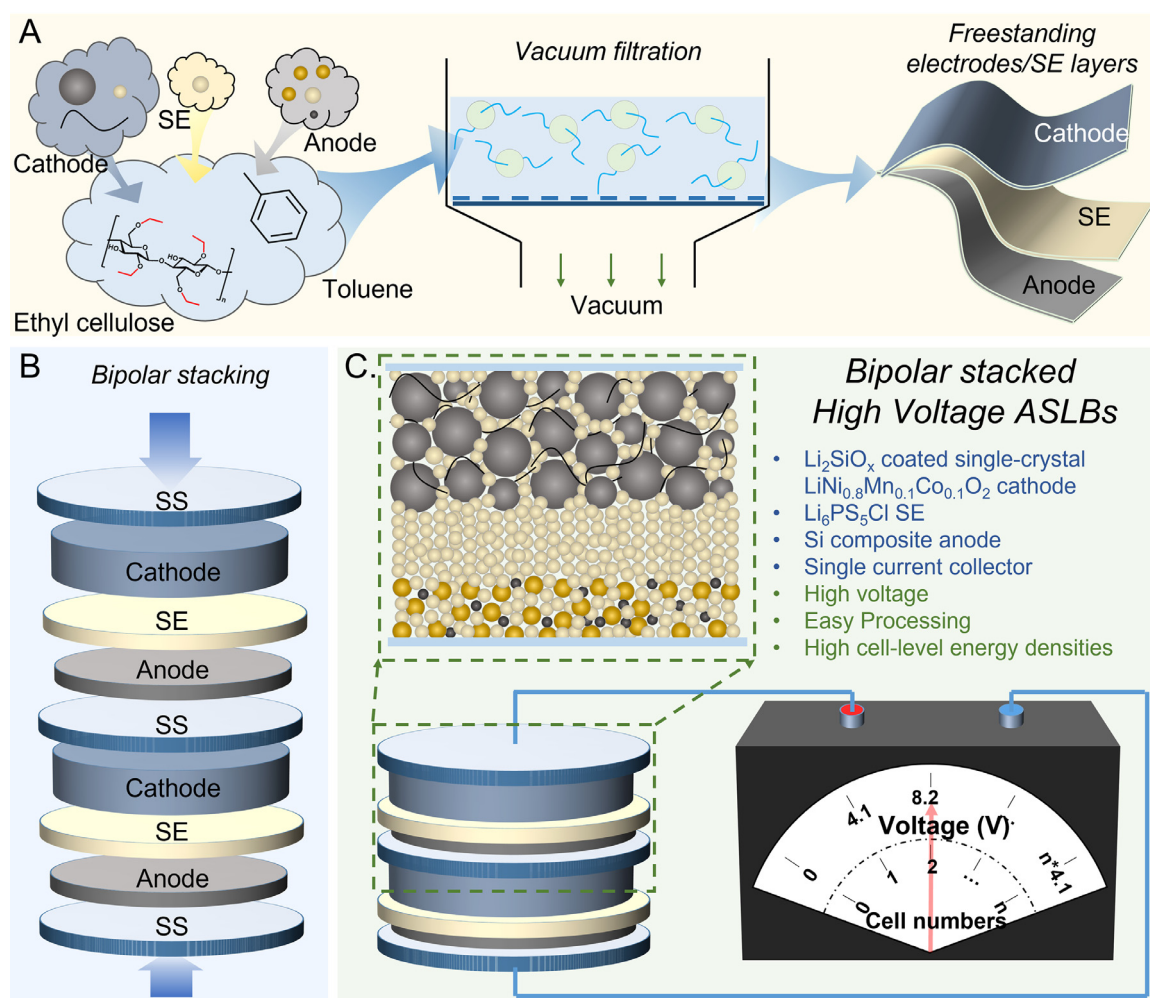 A
Vacuum filtration
Freestanding
electrodes/SE layers
SE
Cathode
Anode
Cathode
SE
Anode
HO
O
O
O
O
HO
O
O
O
n
Toluene
Ethyl cellulose
Vacuum
B
Bipolar stacking
SS
Cathode
SE
Anode
SS
Cathode
SE
Anode
SS
C.
Bipolar stacked
High Voltage ASLBs
• Li₂SiOₓ coated single-crystal
LiNi₀.₈Mn₀.₁Co₀.₁O₂ cathode
• Li₆PS₅Cl SE
• Si composite anode
• Single current collector
• High voltage
• Easy Processing
• High cell-level energy densities
0
4.1
8.2
n*4.1
Voltage (V)
0
1
2
...
n
Cell numbers